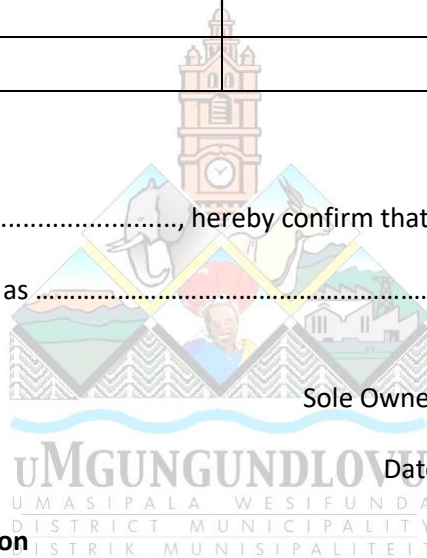 ......................, hereby confirm that
as ..........................................................
Sole Owne
uMGUNGUNDLOVU
Date
UMASIPALA WESIFUNDA
DISTRICT MUNICIPALITY
on
DISTRIK MUNISIPALITEIT